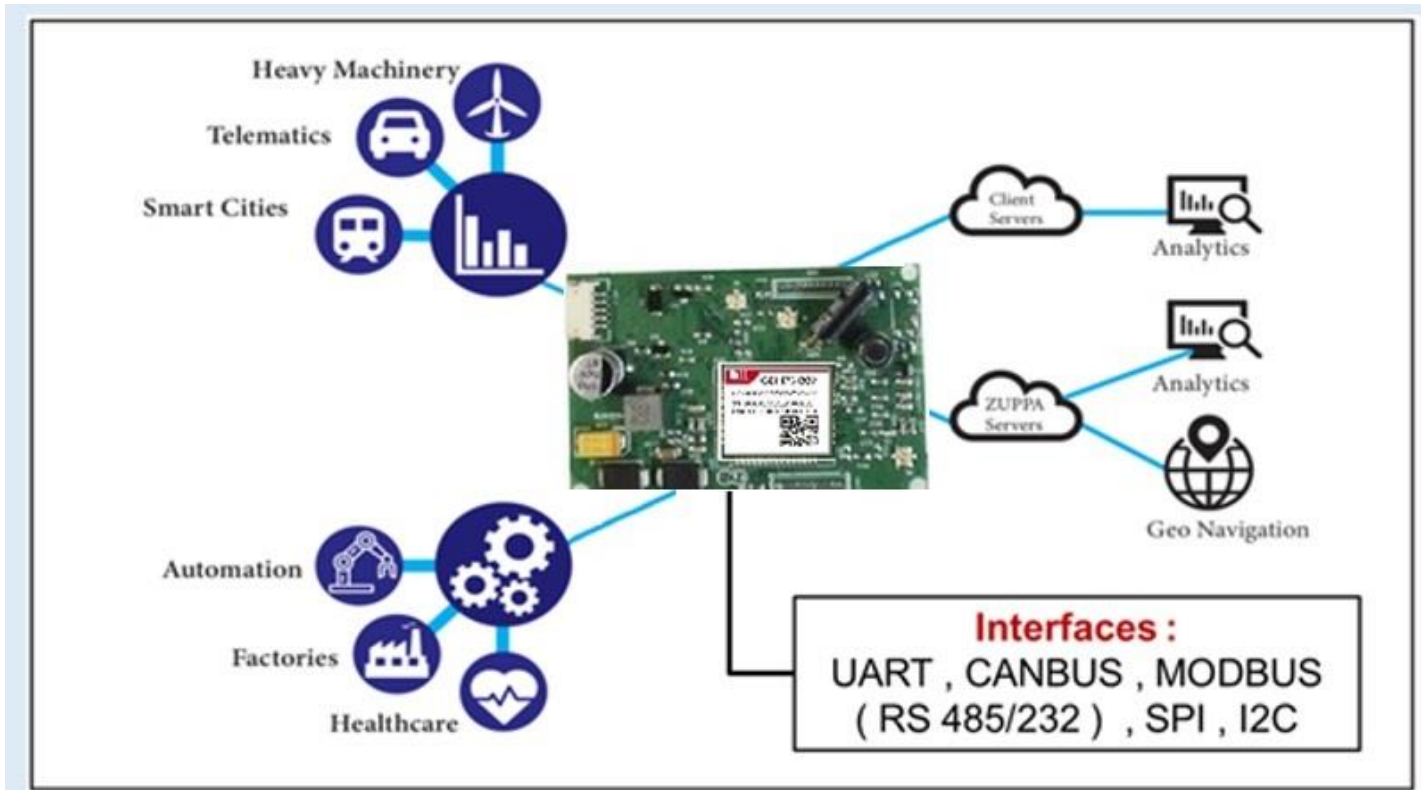 Heavy Machinery
Telematics
Smart Cities
Client
Servers
Analytics
Analytics
ZUPPA
Servers
Geo Navigation
Automation
Factories
Healthcare
Interfaces :
UART , CANBUS , MODBUS
( RS 485/232 ) , SPI , I2C